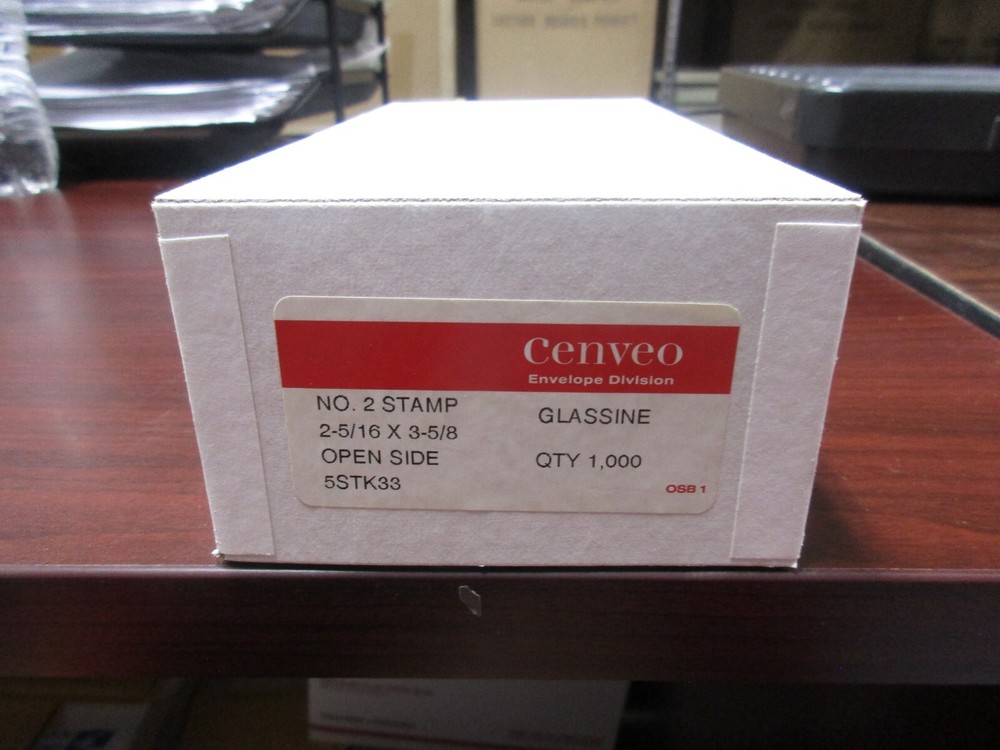 Cenveo
Envelope Division
NO. 2 STAMP
2-5/16 X 3-5/8
OPEN SIDE
5STK33
GLASSINE
QTY 1,000
OSB 1